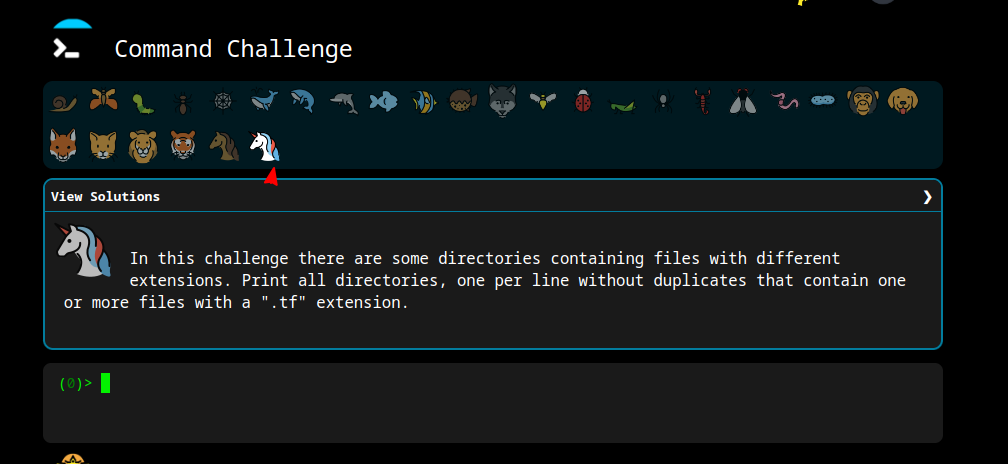 Command Challenge
View Solutions
In this challenge there are some directories containing files with different
extensions. Print all directories, one per line without duplicates that contain one
or more files with a ".tf" extension.
(0)>